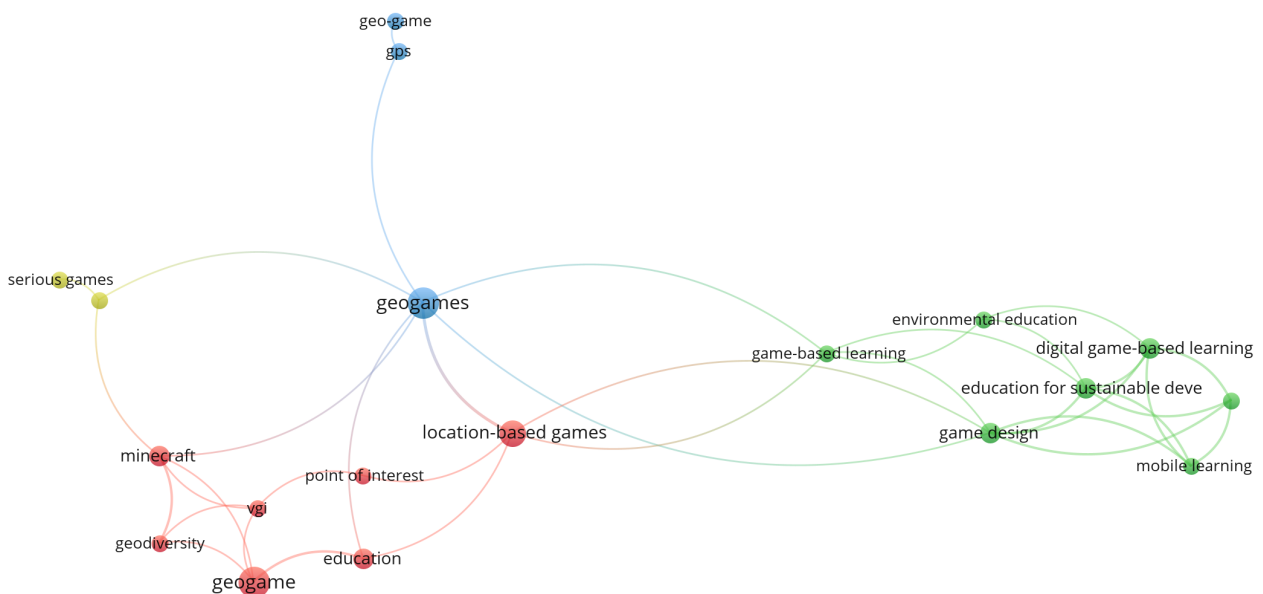 geo-game
gps
serious games
geogames
environmental education
game-based learning
digital game-based learning
education for sustainable deve
location-based games
game design
minecraft
point of interest
mobile learning
vgi
geodiversity
education
geogame